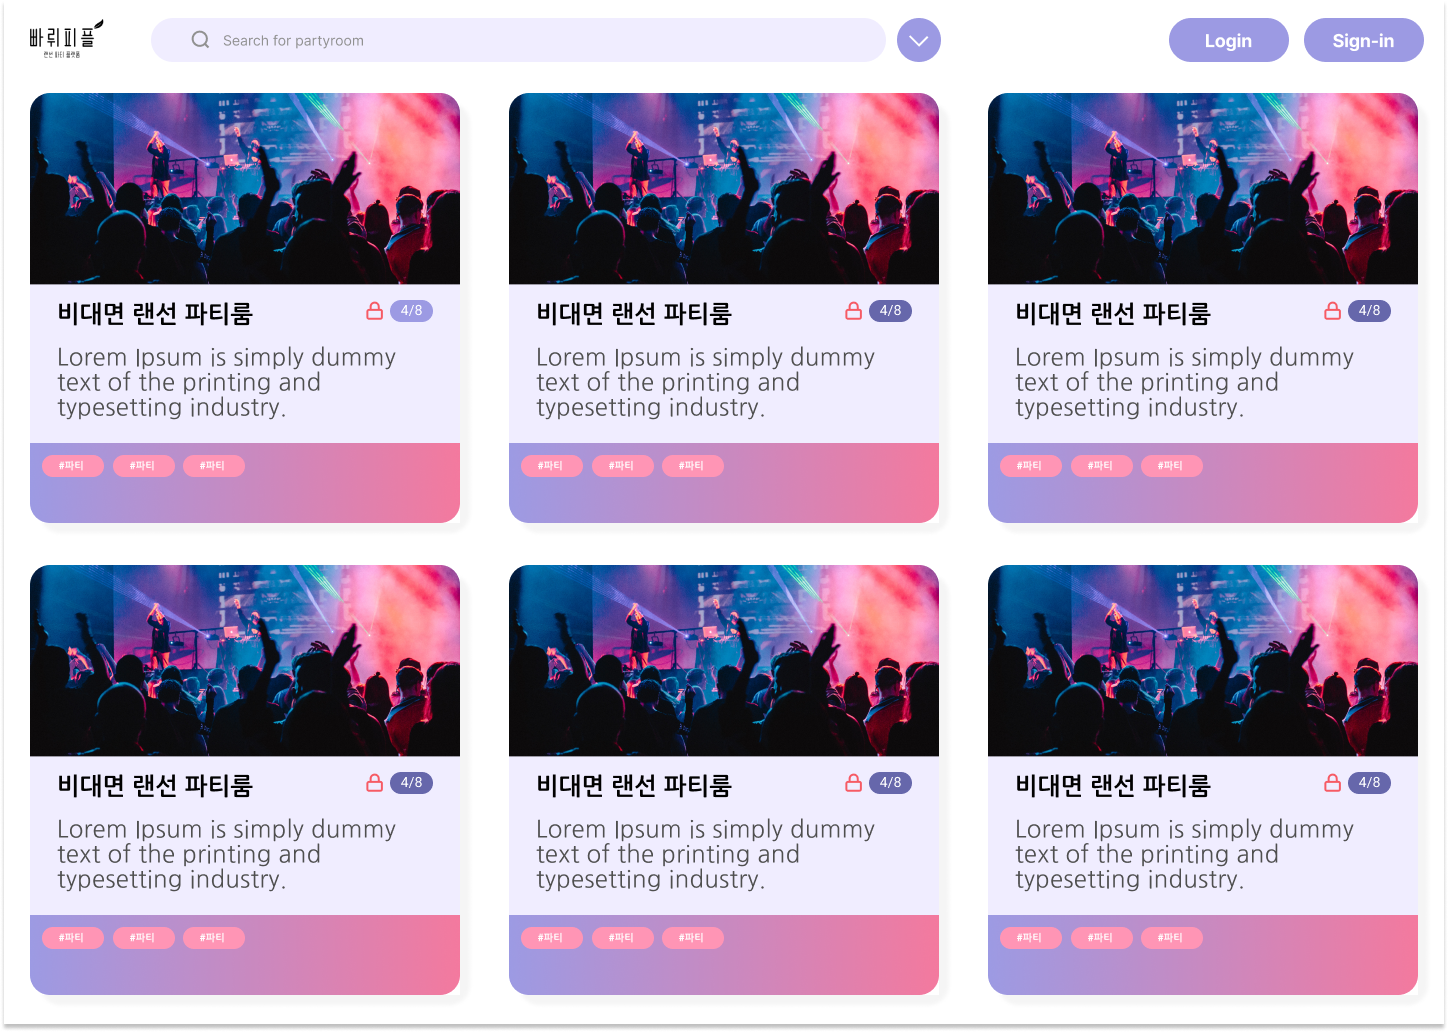 빠뤼피플
랜선 파티 플랫폼
Search for partyroom
Login
Sign-in
비대면 랜선 파티룸
4/8
Lorem Ipsum is simply dummy
text of the printing and
typesetting industry.
#파티 #파티 #파티
비대면 랜선 파티룸
4/8
Lorem Ipsum is simply dummy
text of the printing and
typesetting industry.
#파티 #파티 #파티
비대면 랜선 파티룸
4/8
Lorem Ipsum is simply dummy
text of the printing and
typesetting industry.
#파티 #파티 #파티
비대면 랜선 파티룸
4/8
Lorem Ipsum is simply dummy
text of the printing and
typesetting industry.
#파티 #파티 #파티
비대면 랜선 파티룸
4/8
Lorem Ipsum is simply dummy
text of the printing and
typesetting industry.
#파티 #파티 #파티
비대면 랜선 파티룸
4/8
Lorem Ipsum is simply dummy
text of the printing and
typesetting industry.
#파티 #파티 #파티